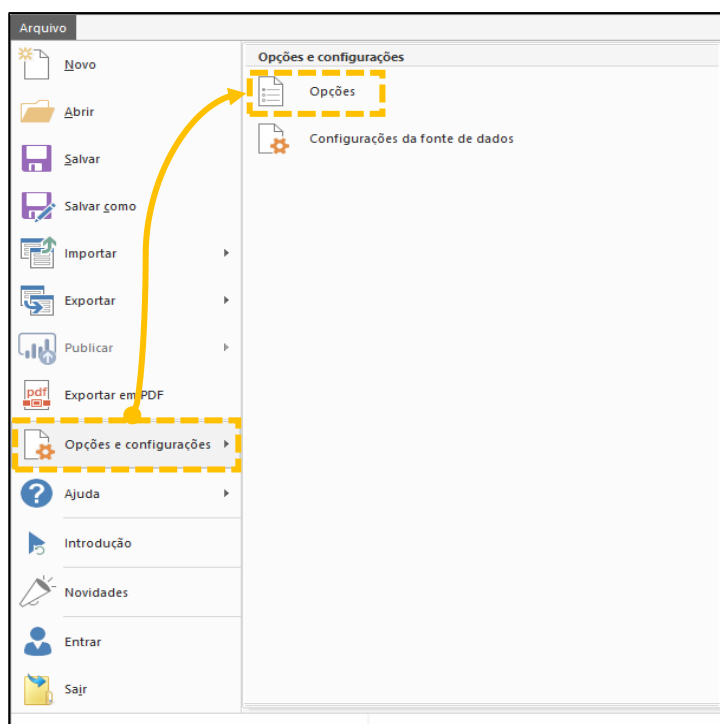 Arquivo
Novo
Abrir
Salvar
Salvar como
Importar
Exportar
Publicar
pdf
Exportar em PDF
Opções e configurações
Ajuda
Introdução
Novidades
Entrar
Sair
Opções e configurações
Opções
Configurações da fonte de dados